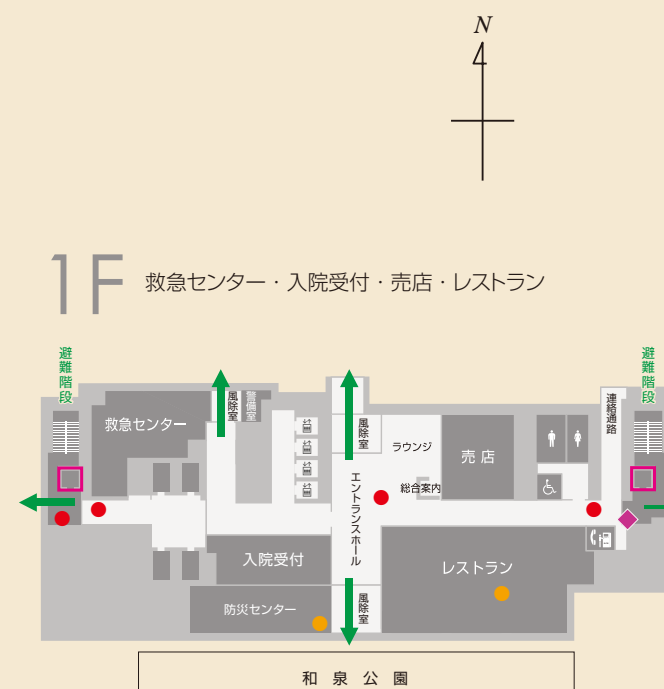 N
1F 救急センター・入院受付・売店・レストラン
避難階段
避難階段
救急センター
風除室
警備室
風除室
ラウンジ
売店
連絡通路
総合案内
エントランスホール
入院受付
レストラン
防災センター
風除室
和泉公園